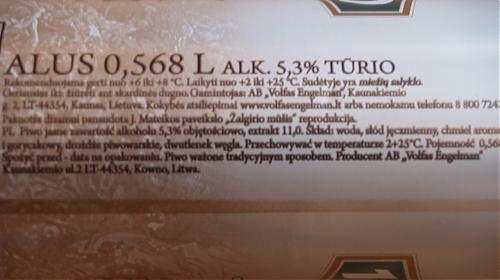 ALUS 0,568 L ALK. 5,3% TŪRIO
Rekomenduojama gerti nuo +6 iki +8 °C. Laikyti nuo +2 iki +25 °C. Sudėtyje yra miežių salyklo.
Geriausias iki: žiūrėti ant skardinės dugno. Gamintojas: AB „Volfas Engelman", Kaunakiemio
2, LT-44354, Kaunas, Lietuva. Kokybės atsiliepimai www.volfasengelman.lt arba nemokamu telefonu 8 800 724
Pakuotės dizainui panaudota J. Mateikos paveikslo „Žalgirio mūšis" reprodukcija.
PL Piwo jasne zawartość alkoholu 5,3% objętościowo, extrakt 11,0. Skład: woda, słód jęczmienny, chmiel aroma
goryczkowy, drożdże piwowarskie, dwutlenek węgla. Przechowywać w temperaturze 2+25°C. Pojemność 0,56
Spożyć przed - data na opakowaniu. Piwo ważone tradycyjnym sposobem. Producent AB „Volfas Engelman"
Kaunakiemio ul.2 LT-44354, Kowno, Litwa.